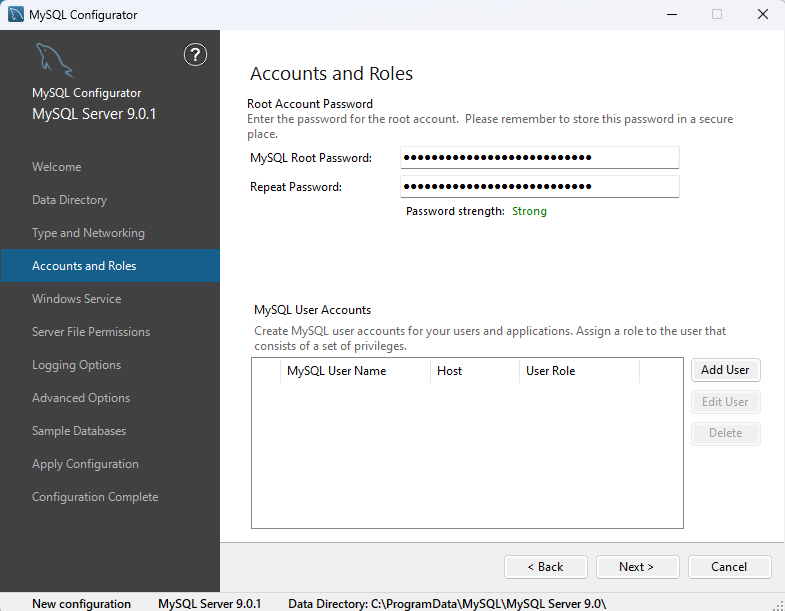 MySQL Configurator
?
MySQL Configurator
MySQL Server 9.0.1
Welcome
Data Directory
Type and Networking
Accounts and Roles
Windows Service
Server File Permissions
Logging Options
Advanced Options
Sample Databases
Apply Configuration
Configuration Complete
Accounts and Roles
Root Account Password
Enter the password for the root account. Please remember to store this password in a secure
place.
MySQL Root Password: ●●●●●●●●●●●●●●●●●●●●●●●●●●●
Repeat Password: ●●●●●●●●●●●●●●●●●●●●●●●●●●●
Password strength: Strong
MySQL User Accounts
Create MySQL user accounts for your users and applications. Assign a role to the user that
consists of a set of privileges.
MySQL User Name Host User Role
Add User
Edit User
Delete
< Back Next > Cancel
New configuration MySQL Server 9.0.1 Data Directory: C:\ProgramData\MySQL\MySQL Server 9.0\